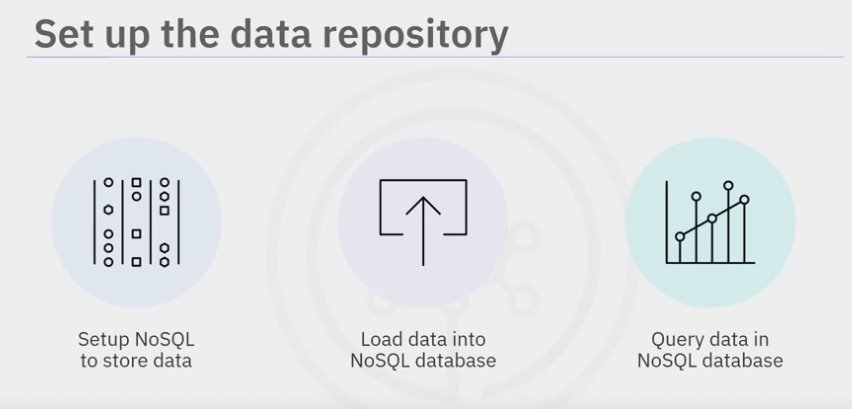 Set up the data repository
Setup NoSQL
to store data
Load data into
NoSQL database
Query data in
NoSQL database